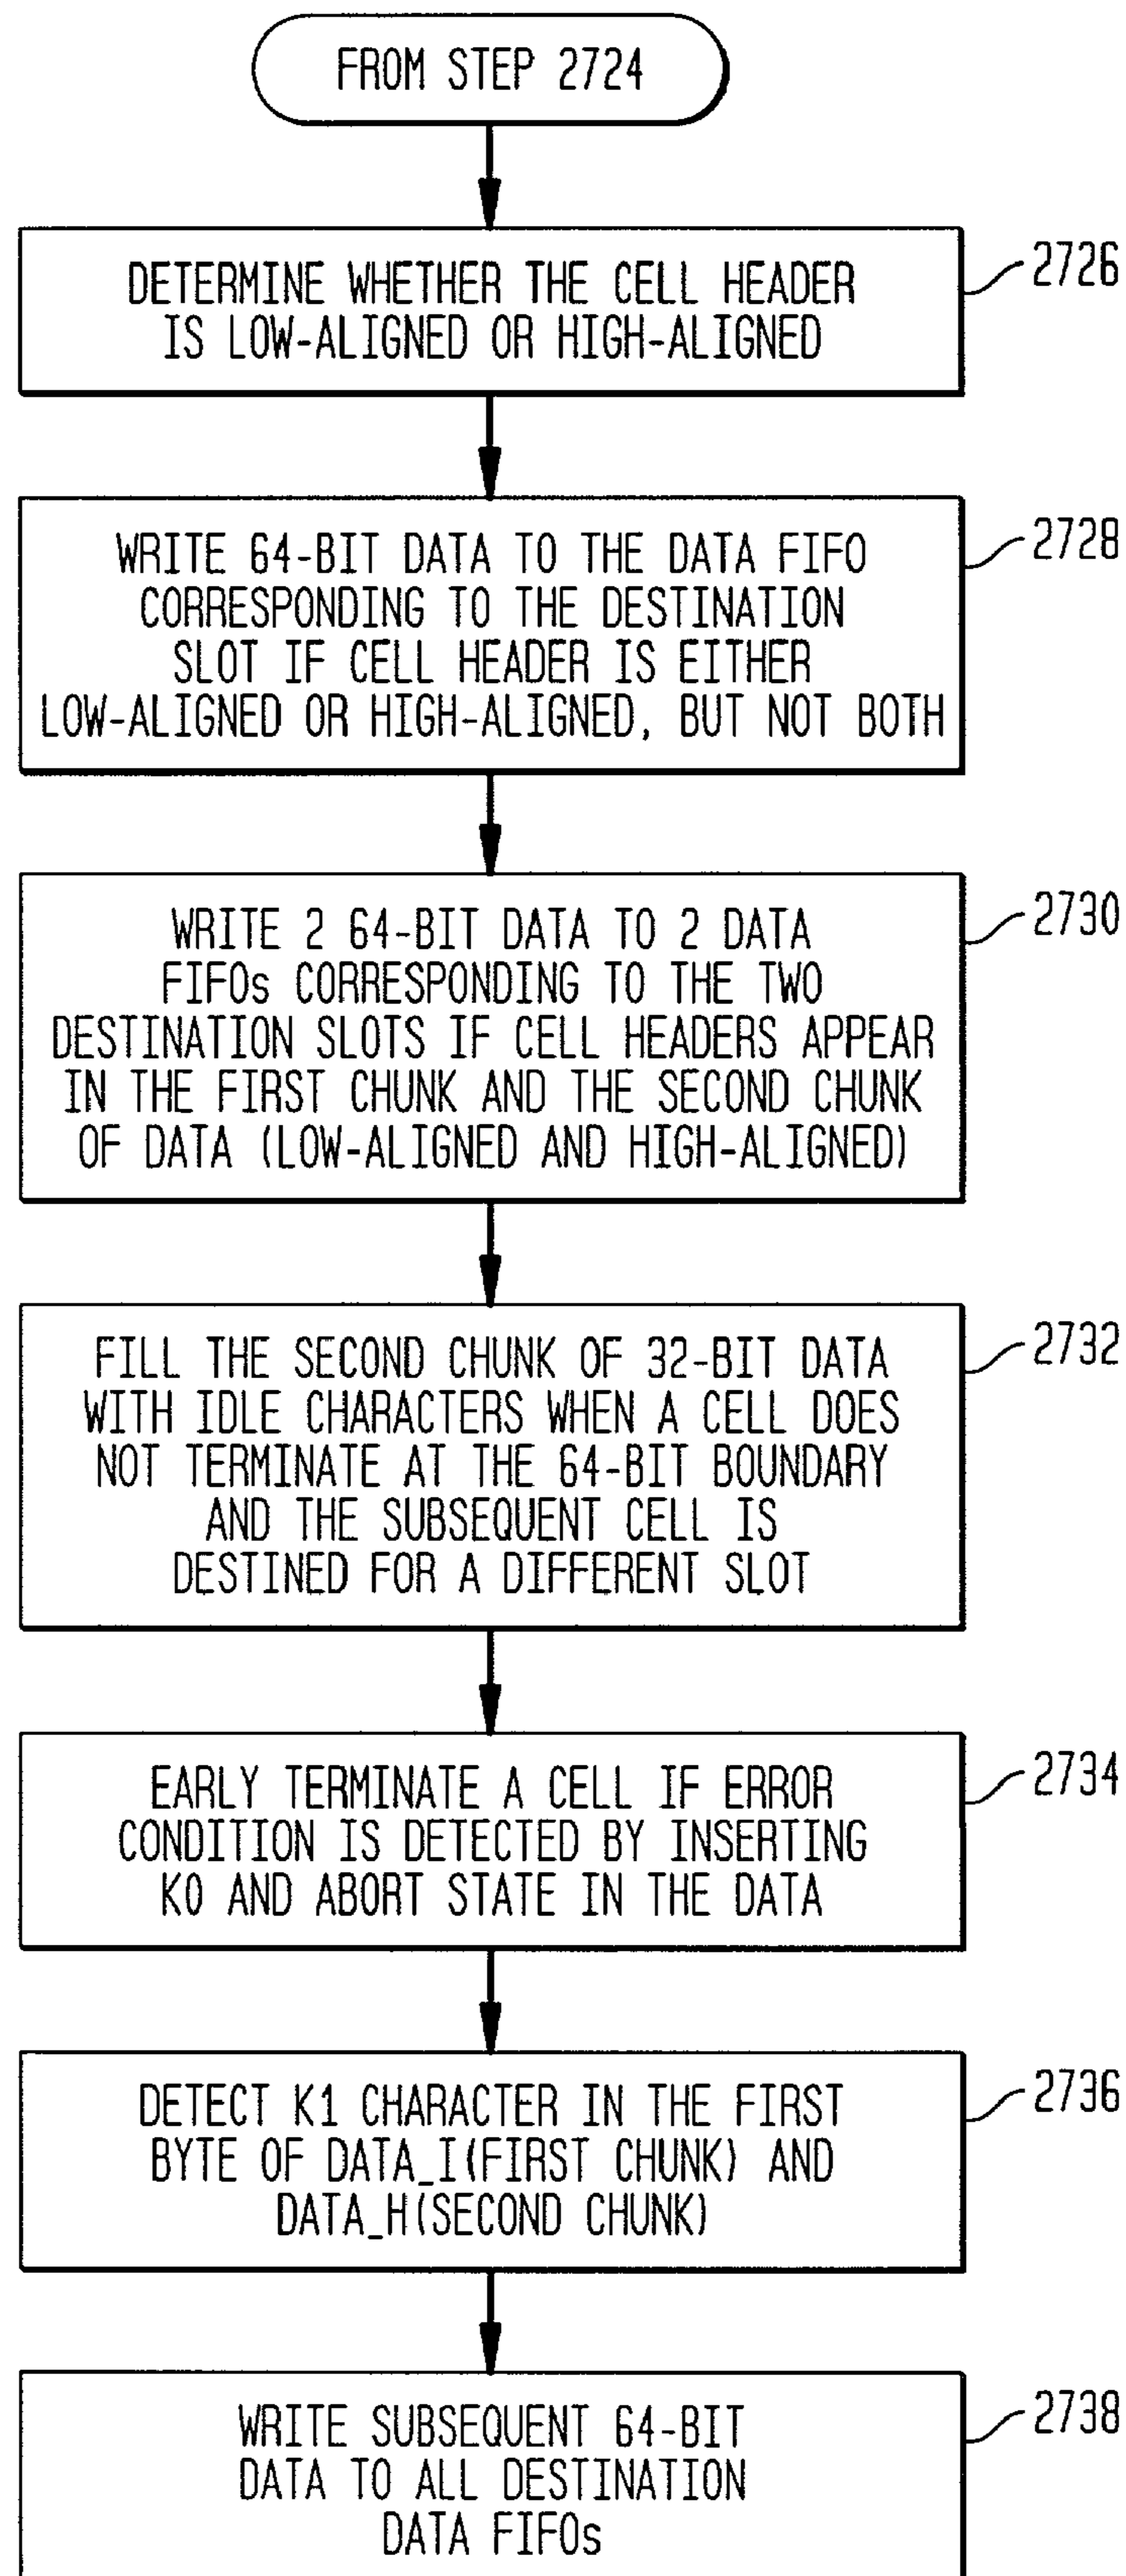 FROM STEP 2724
DETERMINE WHETHER THE CELL HEADER
IS LOW-ALIGNED OR HIGH-ALIGNED
2726
WRITE 64-BIT DATA TO THE DATA FIFO
CORRESPONDING TO THE DESTINATION
SLOT IF CELL HEADER IS EITHER
LOW-ALIGNED OR HIGH-ALIGNED, BUT NOT BOTH
2728
WRITE 2 64-BIT DATA TO 2 DATA
FIFOs CORRESPONDING TO THE TWO
DESTINATION SLOTS IF CELL HEADERS APPEAR
IN THE FIRST CHUNK AND THE SECOND CHUNK
OF DATA (LOW-ALIGNED AND HIGH-ALIGNED)
2730
FILL THE SECOND CHUNK OF 32-BIT DATA
WITH IDLE CHARACTERS WHEN A CELL DOES
NOT TERMINATE AT THE 64-BIT BOUNDARY
AND THE SUBSEQUENT CELL IS
DESTINED FOR A DIFFERENT SLOT
2732
EARLY TERMINATE A CELL IF ERROR
CONDITION IS DETECTED BY INSERTING
K0 AND ABORT STATE IN THE DATA
2734
DETECT K1 CHARACTER IN THE FIRST
BYTE OF DATA_I(FIRST CHUNK) AND
DATA_H(SECOND CHUNK)
2736
WRITE SUBSEQUENT 64-BIT
DATA TO ALL DESTINATION
DATA FIFOs
2738